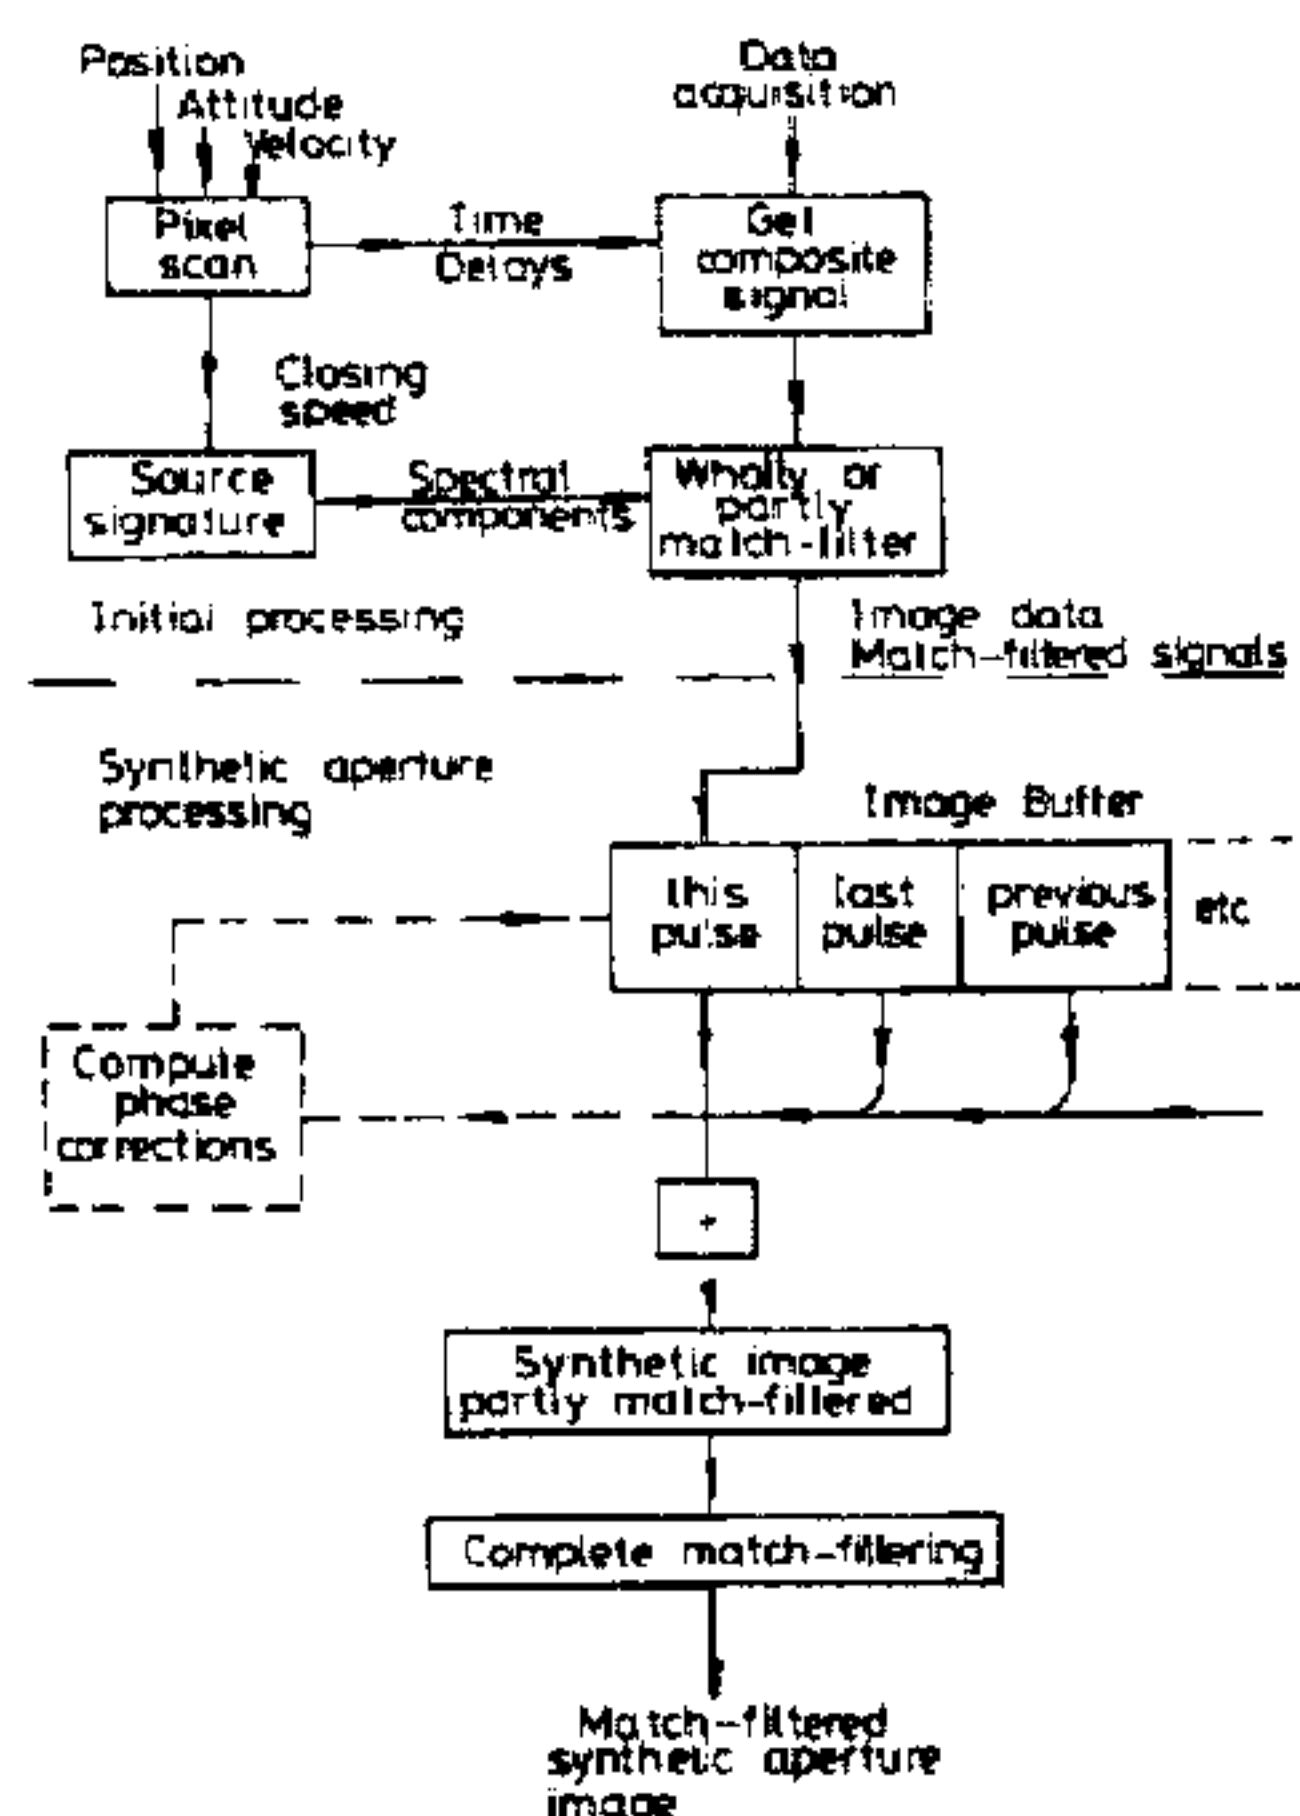 Position
Attitude
Velocity
Data
acquisition
Pixel
scan
Time
Delays
Get
composite
signal
Closing
speed
Source
signature
Spectral
components
Wholly or
partly
match-filter
Initial processing
Image data
Match-filtered signals
Synthetic aperture
processing
Image Buffer
this
pulse
last
pulse
previous
pulse
etc
Compute
phase
corrections
+
Synthetic image
partly match-filtered
Complete match-filtering
Match-filtered
synthetic aperture
image